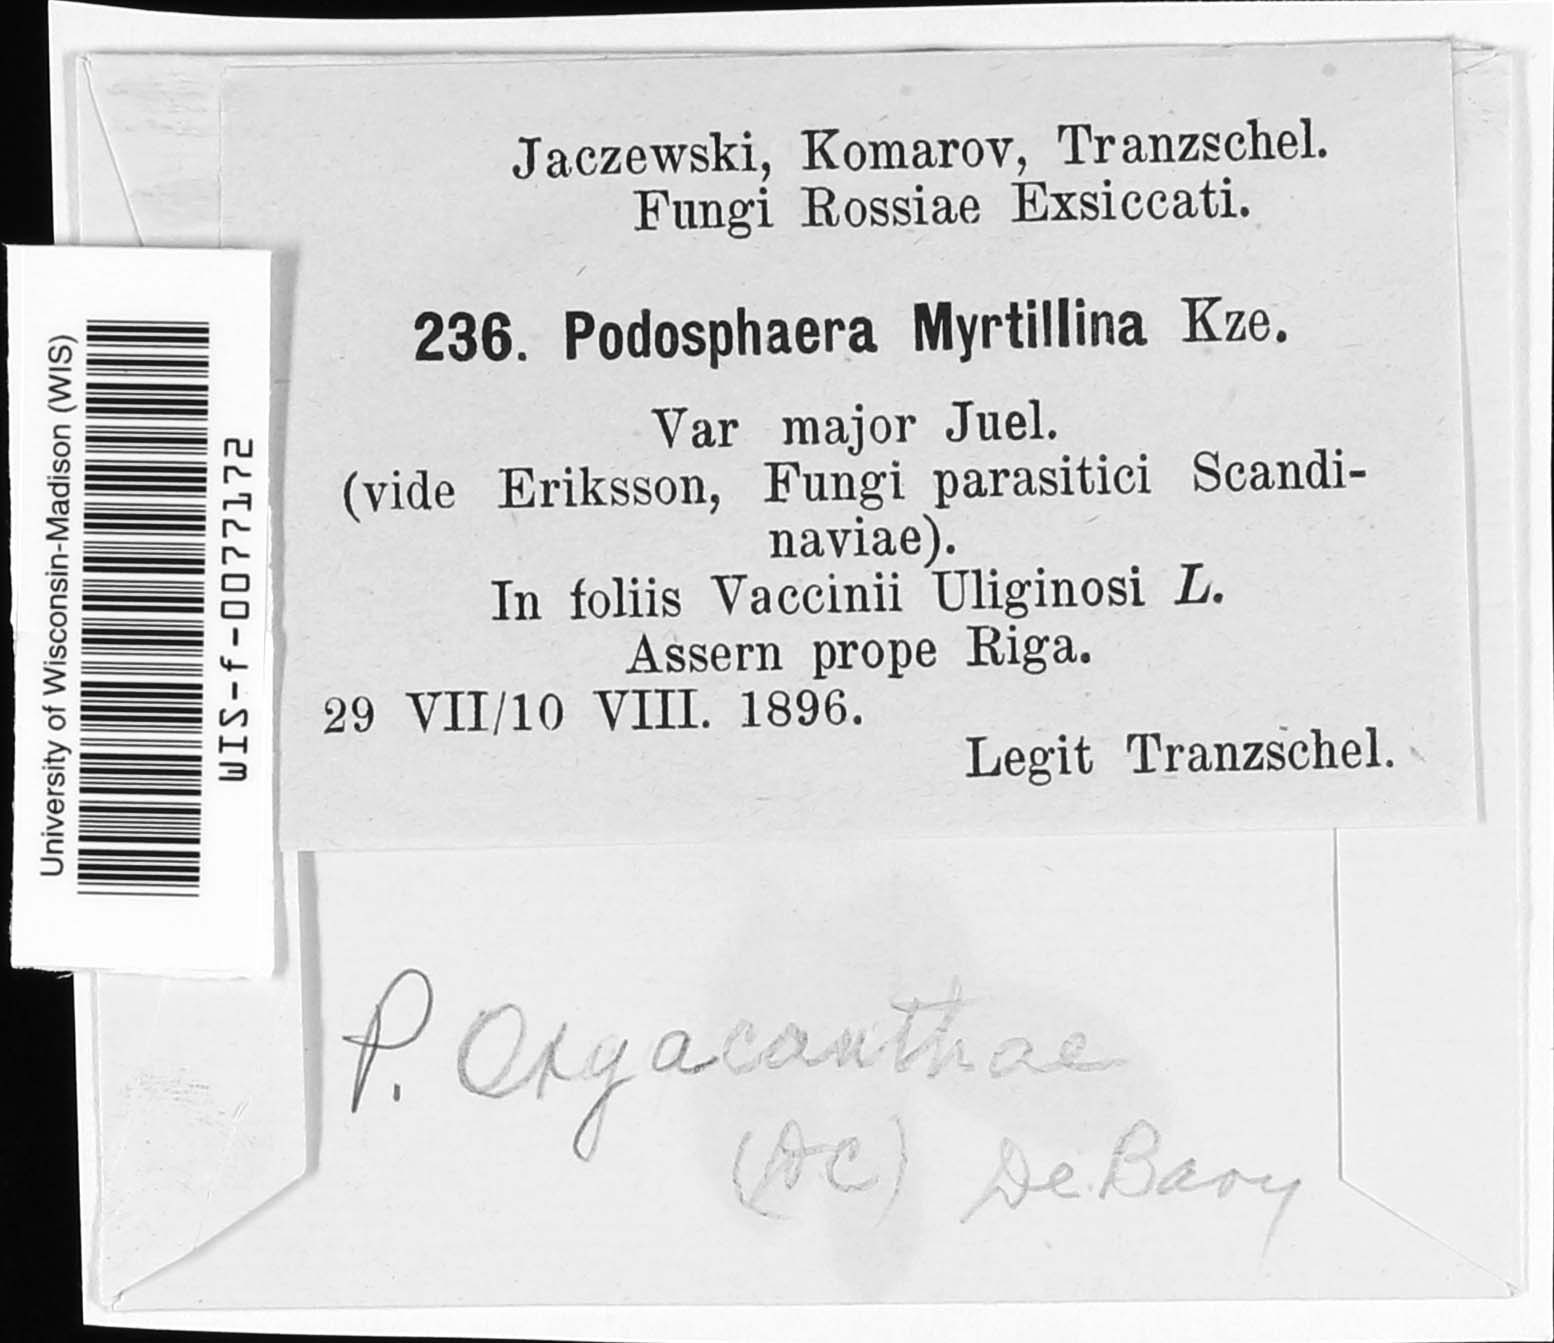 Jaczewski, Komarov, Tranzschel.
Fungi Rossiae Exsiccati.
236. Podosphaera Myrtillina Kze.
Var major Juel.
(vide Eriksson, Fungi parasitici Scandi-
naviae).
In foliis Vaccinii Uliginosi L.
Assern prope Riga.
29 VII/10 VIII. 1896.
Legit Tranzschel.
University of Wisconsin-Madison (WIS)
WIS-f-0077172
P. Oxyacanthae
(DC) De Bary